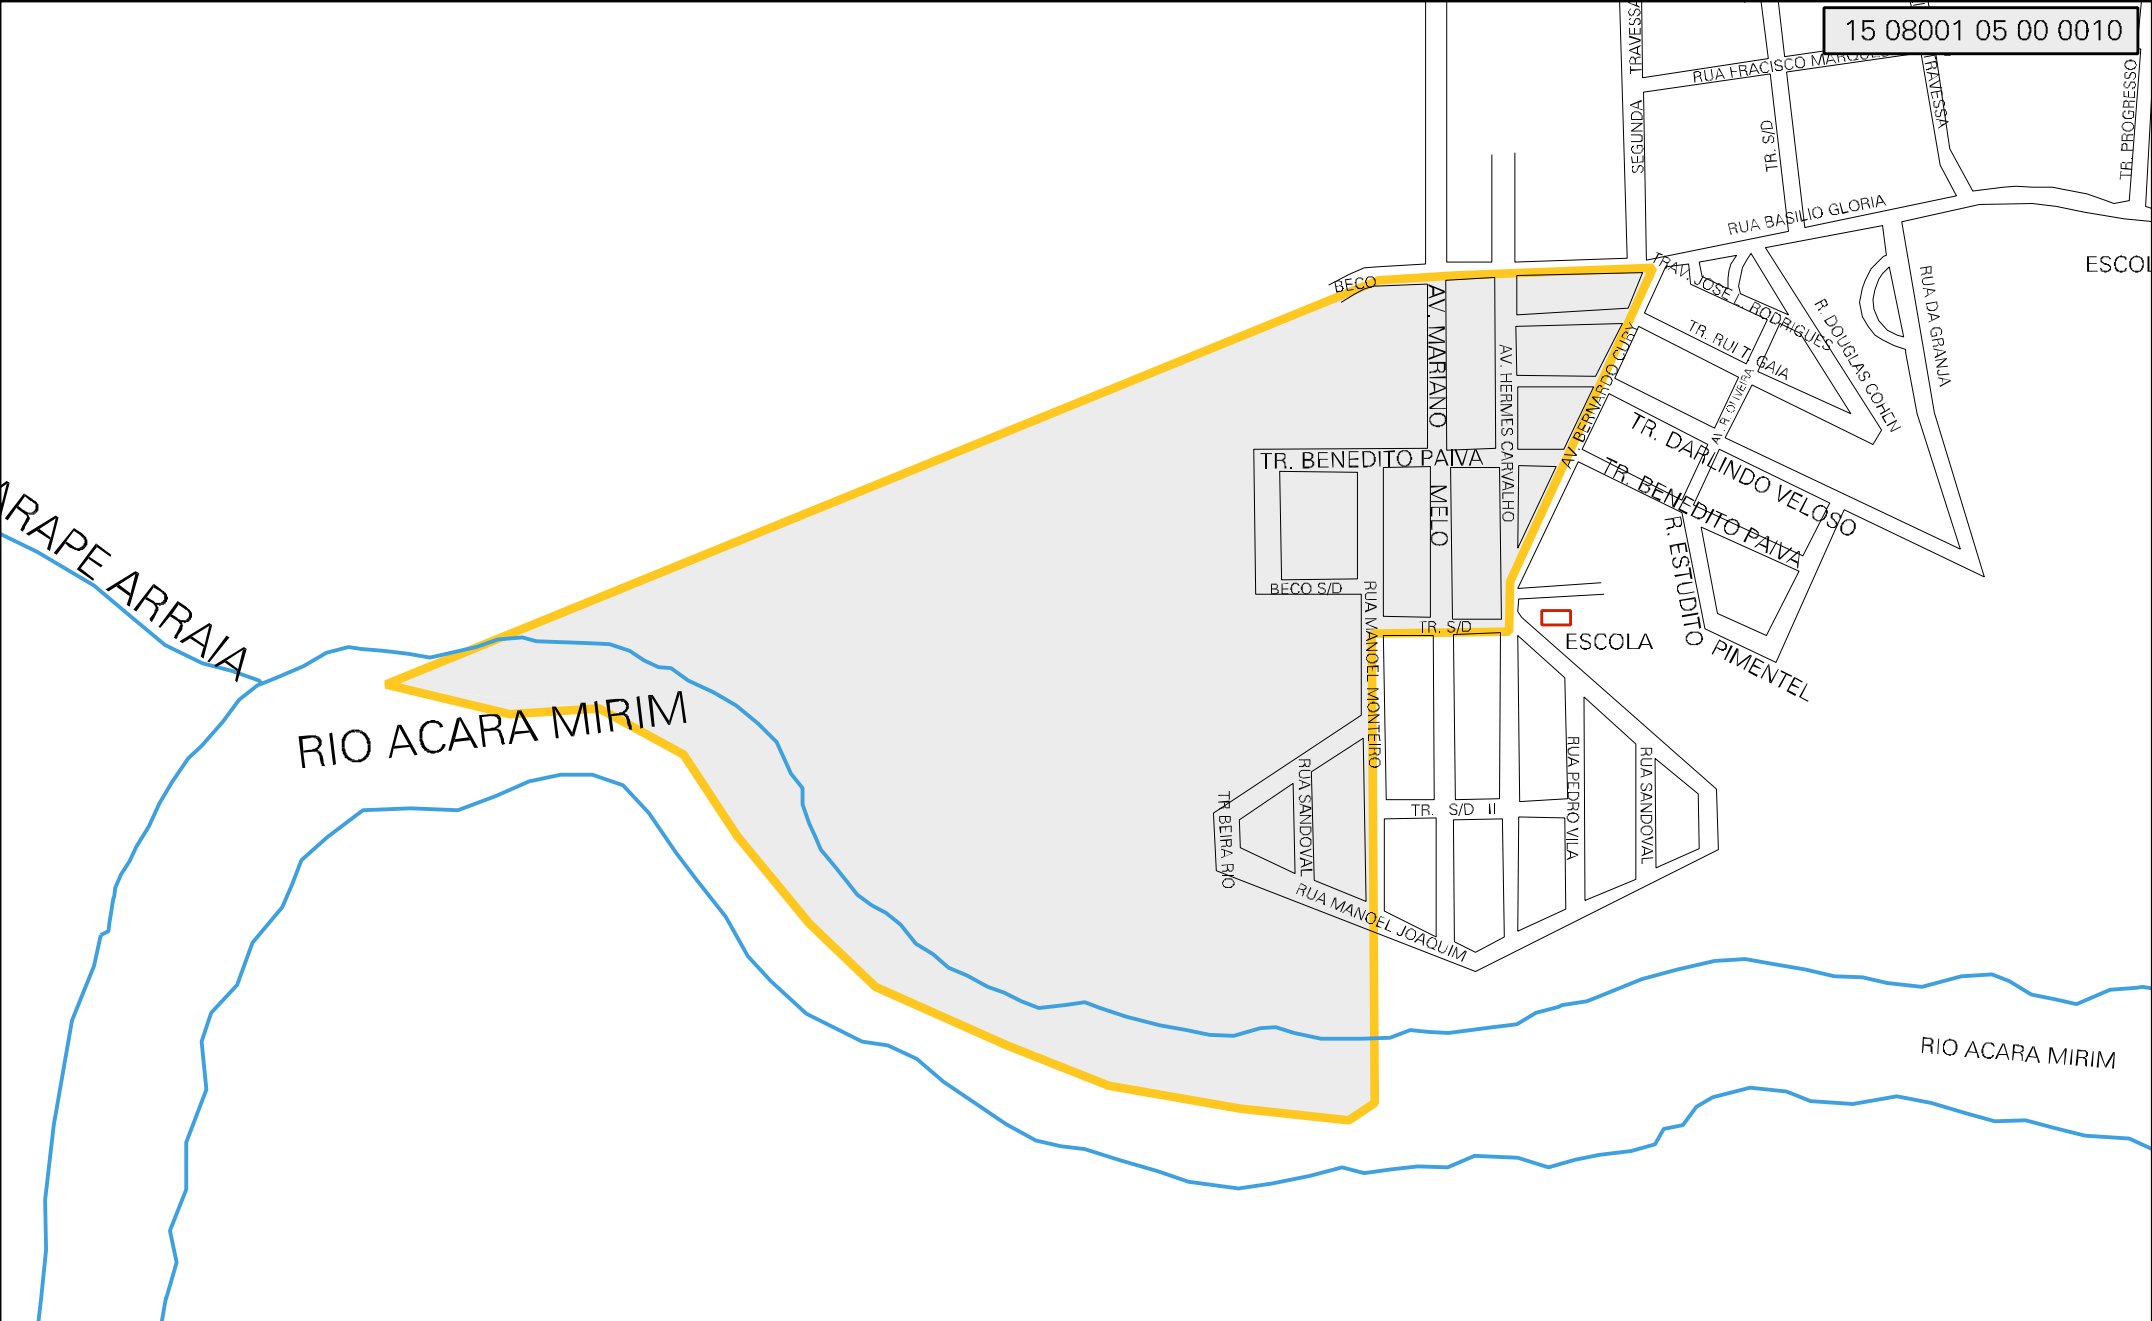 15 08001 05 00 0010
TRAVESSA
SEGUNDA
RUA FRACISCO
TR. S/D
TRAVESSA
TR. PROGRESSO
RUA BASILIO GLORIA
ESCOL
BECO
TRAV. JOSE L. RODRIGUES
TR. RUI T. GAIA
R. DOUGLAS COHEN
RUA DA GRANJA
AV. MARIANO
MELO
AV. HERMES CARVALHO
AV. BERNARDO CURY
TR. DARLINDO VELOSO
TR. BENEDITO PAIVA
TR. BENEDITO PAIVA
R. ESTUDITO
PIMENTEL
BECO S/D
RUA MANOEL MONTEIRO
TR. S/D
ESCOLA
ARAPE ARRAIA
RIO ACARA MIRIM
RUA PEDRO VILA
RUA SANDOVAL
RUA SANDOVAL
TR. S/D II
TR BEIRA RIO
RUA MANOEL JOAQUIM
RIO ACARA MIRIM